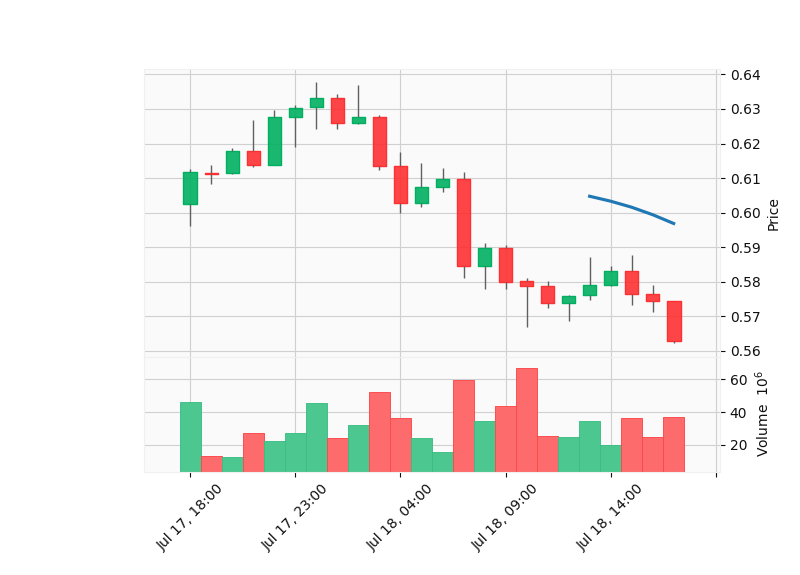 0.64
0.63
0.62
0.61
0.60
0.59
0.58
0.57
0.56
Price
60
40
20
Volume 10^6
Jul 17, 18:00
Jul 17, 23:00
Jul 18, 04:00
Jul 18, 09:00
Jul 18, 14:00